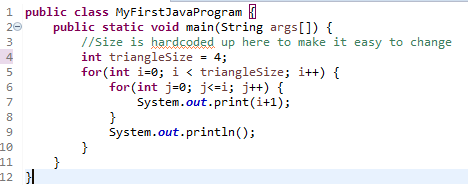 1 public class MyFirstJavaProgram {
2 public static void main(String args[]) {
3 //Size is hardcoded up here to make it easy to change
4 int triangleSize = 4;
5 for(int i=0; i < triangleSize; i++) {
6 for(int j=0; j<=i; j++) {
7 System.out.print(i+1);
8 }
9 System.out.println();
10 }
11 }
12 }